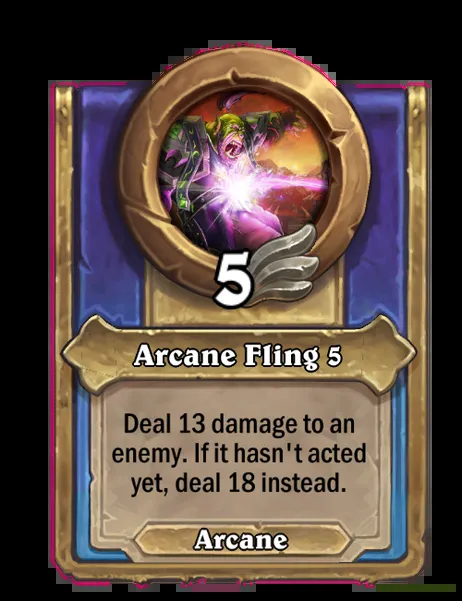 5
Arcane Fling 5
Deal 13 damage to an
enemy. If it hasn't acted
yet, deal 18 instead.
Arcane